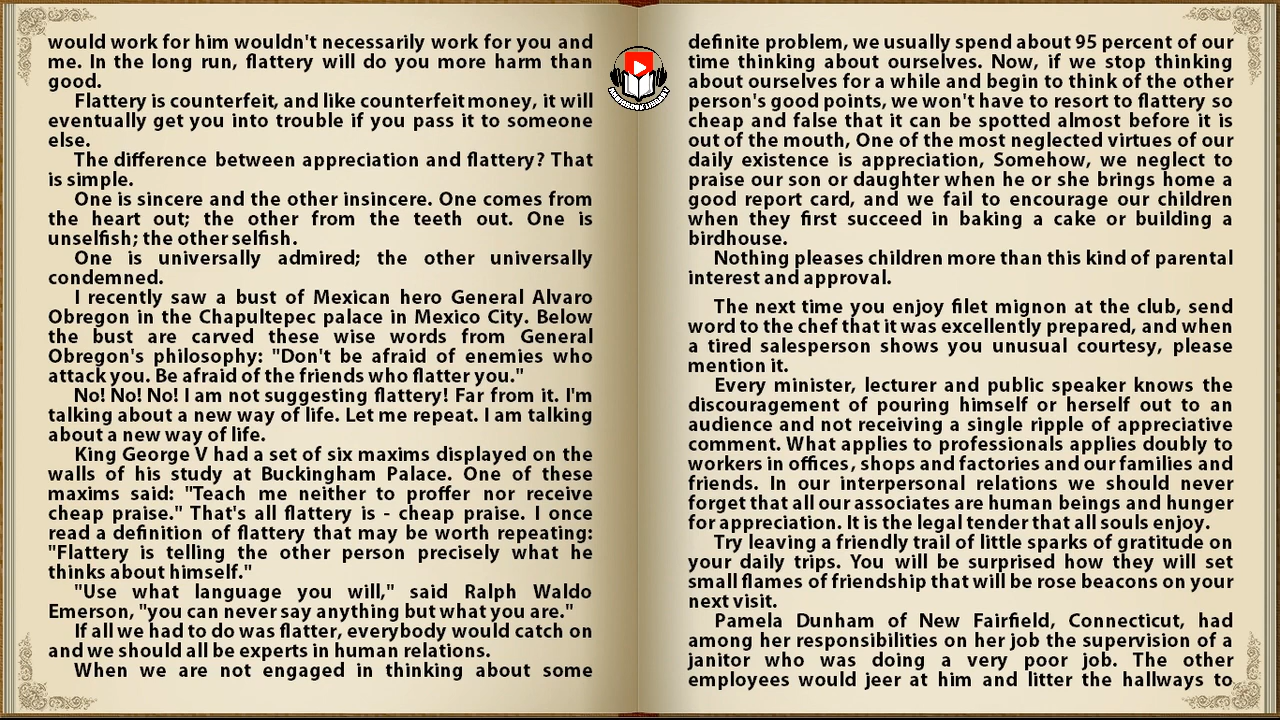 would work for him wouldn't necessarily work for you and
me. In the long run, flattery will do you more harm than
good.
Flattery is counterfeit, and like counterfeit money, it will
eventually get you into trouble if you pass it to someone
else.
The difference between appreciation and flattery? That
is simple.
One is sincere and the other insincere. One comes from
the heart out; the other from the teeth out. One is
unselfish; the other selfish.
One is universally admired; the other universally
condemned.
I recently saw a bust of Mexican hero General Alvaro
Obregon in the Chapultepec palace in Mexico City. Below
the bust are carved these wise words from General
Obregon's philosophy: "Don't be afraid of enemies who
attack you. Be afraid of the friends who flatter you."
No! No! No! I am not suggesting flattery! Far from it. I'm
talking about a new way of life. Let me repeat. I am talking
about a new way of life.
King George V had a set of six maxims displayed on the
walls of his study at Buckingham Palace. One of these
maxims said: "Teach me neither to proffer nor receive
cheap praise." That's all flattery is - cheap praise. I once
read a definition of flattery that may be worth repeating:
"Flattery is telling the other person precisely what he
thinks about himself."
"Use what language you will," said Ralph Waldo
Emerson, "you can never say anything but what you are."
If all we had to do was flatter, everybody would catch on
and we should all be experts in human relations.
When we are not engaged in thinking about some
definite problem, we usually spend about 95 percent of our
time thinking about ourselves. Now, if we stop thinking
about ourselves for a while and begin to think of the other
person's good points, we won't have to resort to flattery so
cheap and false that it can be spotted almost before it is
out of the mouth, One of the most neglected virtues of our
daily existence is appreciation, Somehow, we neglect to
praise our son or daughter when he or she brings home a
good report card, and we fail to encourage our children
when they first succeed in baking a cake or building a
birdhouse.
Nothing pleases children more than this kind of parental
interest and approval.
The next time you enjoy filet mignon at the club, send
word to the chef that it was excellently prepared, and when
a tired salesperson shows you unusual courtesy, please
mention it.
Every minister, lecturer and public speaker knows the
discouragement of pouring himself or herself out to an
audience and not receiving a single ripple of appreciative
comment. What applies to professionals applies doubly to
workers in offices, shops and factories and our families and
friends. In our interpersonal relations we should never
forget that all our associates are human beings and hunger
for appreciation. It is the legal tender that all souls enjoy.
Try leaving a friendly trail of little sparks of gratitude on
your daily trips. You will be surprised how they will set
small flames of friendship that will be rose beacons on your
next visit.
Pamela Dunham of New Fairfield, Connecticut, had
among her responsibilities on her job the supervision of a
janitor who was doing a very poor job. The other
employees would jeer at him and litter the hallways to